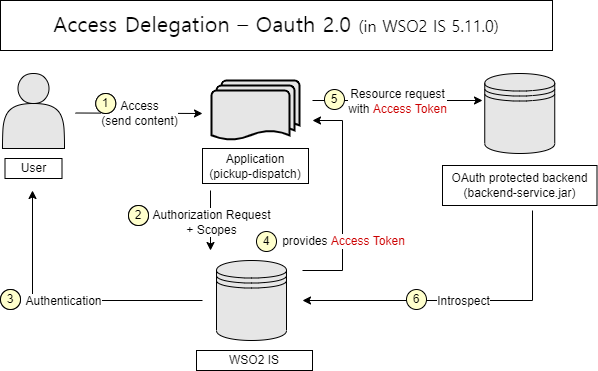 Access Delegation – Oauth 2.0 (in WSO2 IS 5.11.0)
1 Access
(send content)
5 Resource request
with Access Token
User
Application
(pickup-dispatch)
OAuth protected backend
(backend-service.jar)
2 Authorization Request
+ Scopes
4 provides Access Token
3 Authentication
6 Introspect
WSO2 IS